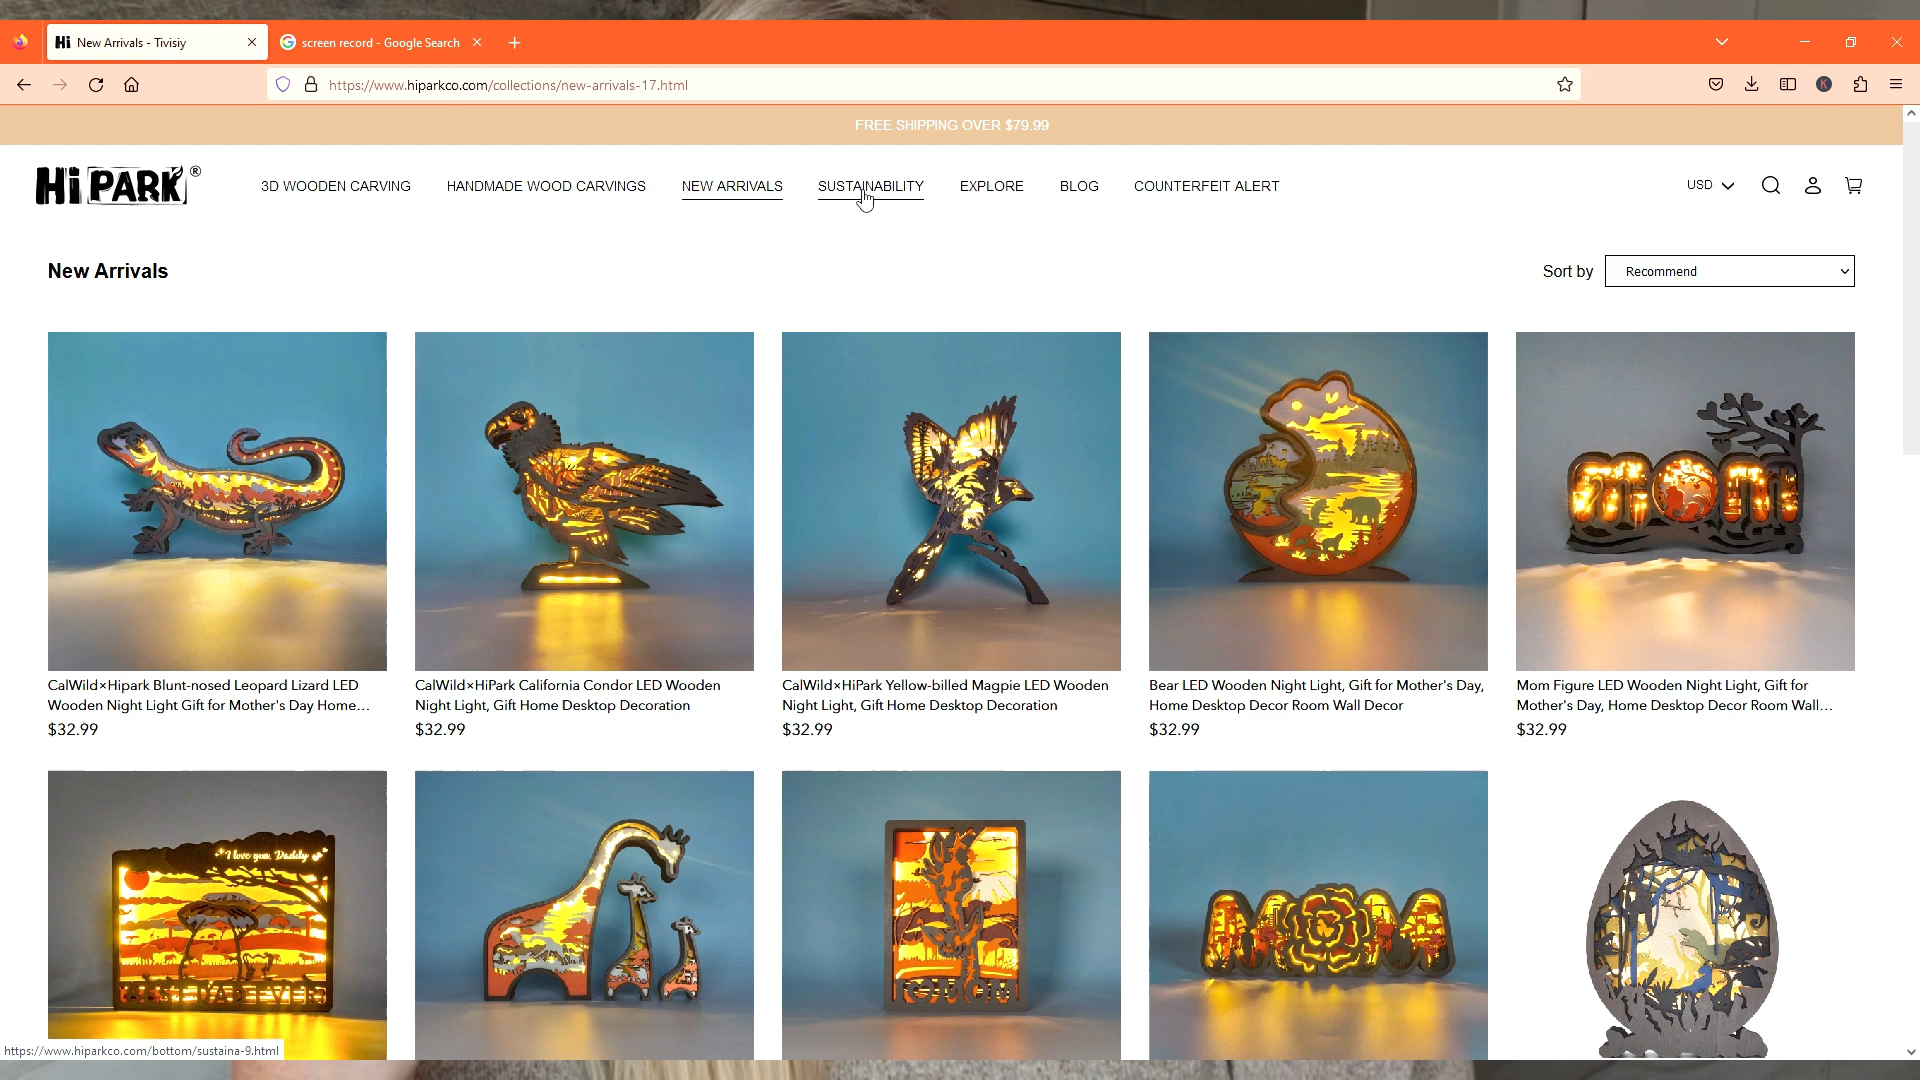 New Arrivals - Tivisiy
screen record - Google Search
https://www.hiparkco.com/collections/new-arrivals-17.html
FREE SHIPPING OVER $79.99
Hi PARK ®
3D WOODEN CARVING
HANDMADE WOOD CARVINGS
NEW ARRIVALS
SUSTAINABILITY
EXPLORE
BLOG
COUNTERFEIT ALERT
USD
New Arrivals
Sort by
Recommend
mom
CalWild×Hipark Blunt-nosed Leopard Lizard LED
Wooden Night Light Gift for Mother's Day Home...
$32.99
CalWild×HiPark California Condor LED Wooden
Night Light, Gift Home Desktop Decoration
$32.99
CalWild×HiPark Yellow-billed Magpie LED Wooden
Night Light, Gift Home Desktop Decoration
$32.99
Bear LED Wooden Night Light, Gift for Mother's Day,
Home Desktop Decor Room Wall Decor
$32.99
Mom Figure LED Wooden Night Light, Gift for
Mother's Day, Home Desktop Decor Room Wall...
$32.99
I love you, Daddy
BEST DAD EVER!
MOM
https://www.hiparkco.com/bottom/sustaina-9.html